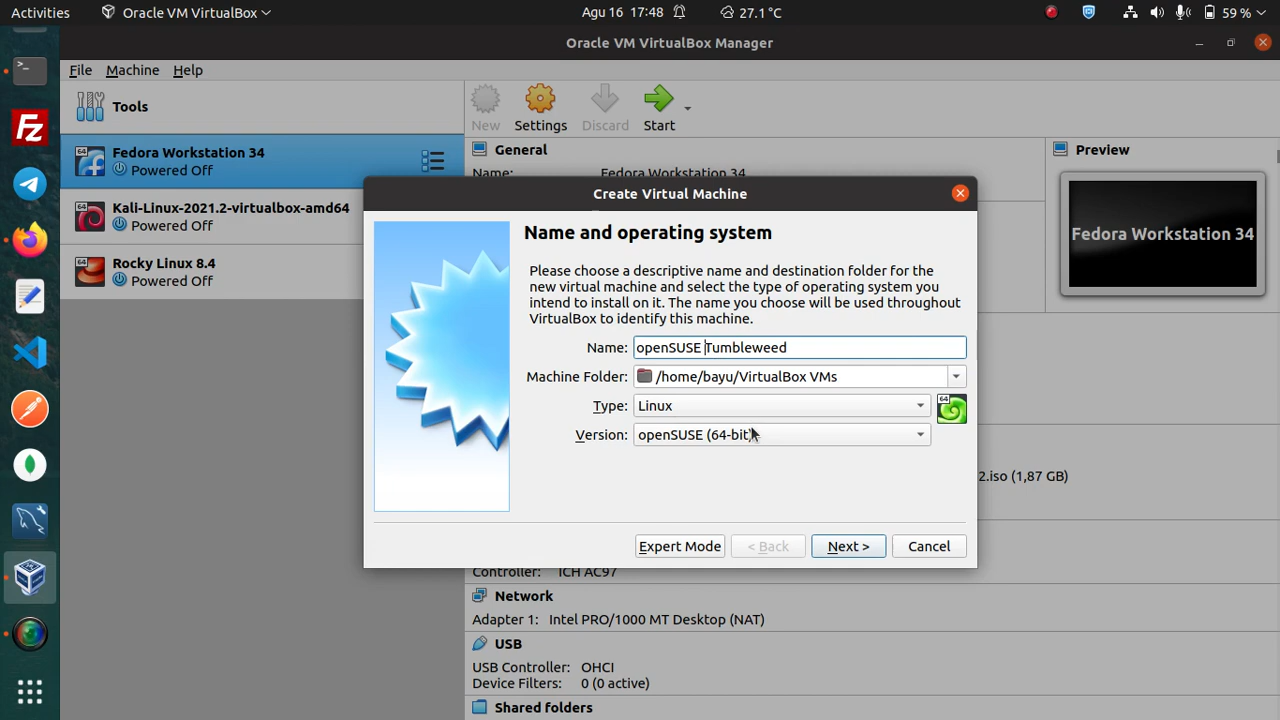 Activities
Oracle VM VirtualBox
Agu 16 17:48
27.1 °C
59 %
Oracle VM VirtualBox Manager
File Machine Help
Tools
New
Settings
Discard
Start
64
Fedora Workstation 34
Powered Off
64
Kali-Linux-2021.2-virtualbox-amd64
Powered Off
64
Rocky Linux 8.4
Powered Off
General
Name: Fedora Workstation 34
Preview
Fedora Workstation 34
Create Virtual Machine
Name and operating system
Please choose a descriptive name and destination folder for the
new virtual machine and select the type of operating system you
intend to install on it. The name you choose will be used throughout
VirtualBox to identify this machine.
Name: openSUSE Tumbleweed
Machine Folder: /home/bayu/VirtualBox VMs
Type: Linux
64
Version: openSUSE (64-bit)
2.iso (1,87 GB)
Expert Mode
< Back
Next >
Cancel
Controller: ICH AC97
Network
Adapter 1: Intel PRO/1000 MT Desktop (NAT)
USB
USB Controller: OHCI
Device Filters: 0 (0 active)
Shared folders